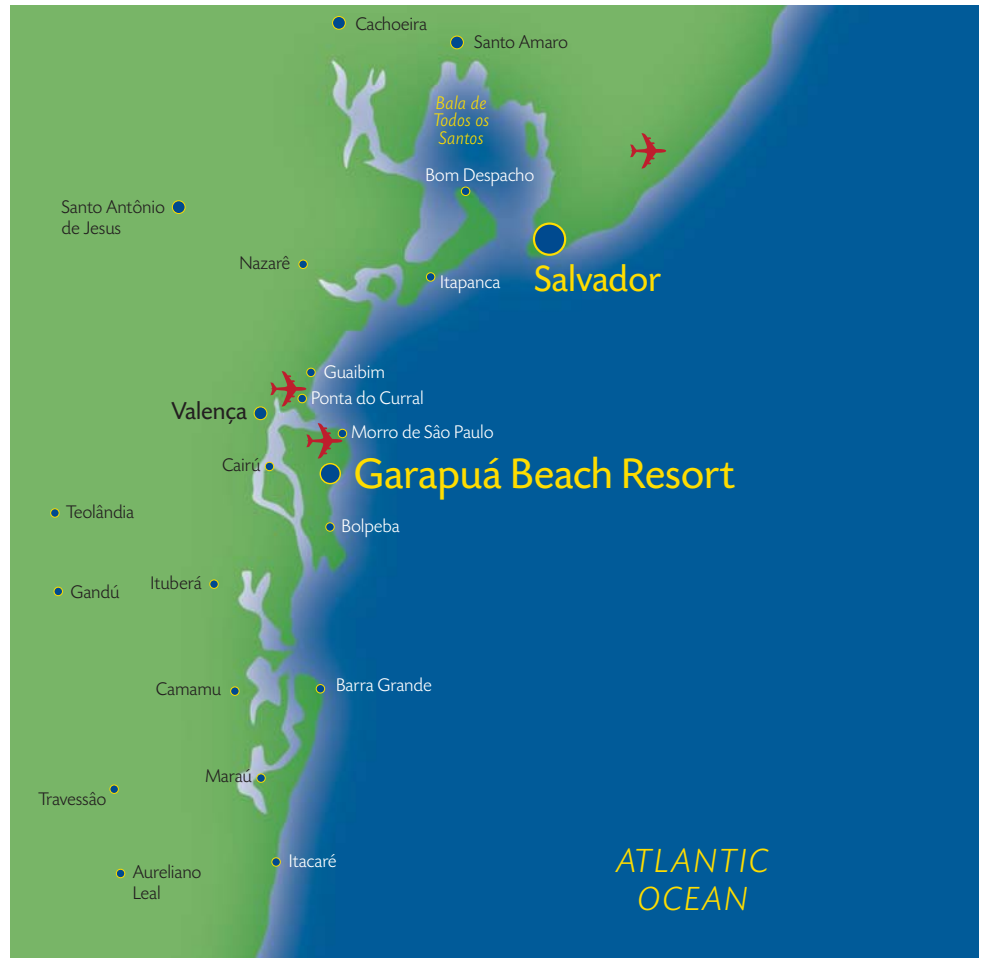 Cachoeira
Santo Amaro
Bala de
Todos os
Santos
Bom Despacho
Santo Antônio
de Jesus
Nazarê
Itapanca
Salvador
Guaibim
Ponta do Curral
Valença
Morro de Sâo Paulo
Cairú
Garapuá Beach Resort
Teolândia
Bolpeba
Ituberá
Gandú
Camamu
Barra Grande
Maraú
Travessâo
Itacaré
Aureliano
Leal
ATLANTIC
OCEAN